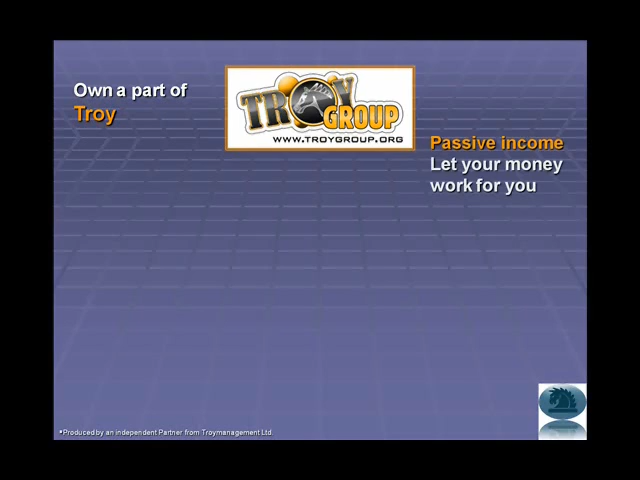 Own a part of
Troy
TROY
GROUP
WWW.TROYGROUP.ORG
Passive income
Let your money
work for you
*Produced by an independent Partner from Troymanagement Ltd.